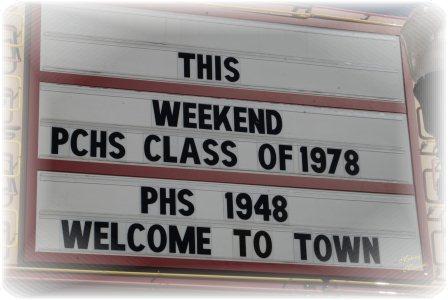 THIS
WEEKEND
PCHS CLASS OF 1978
PHS 1948
WELCOME TO TOWN